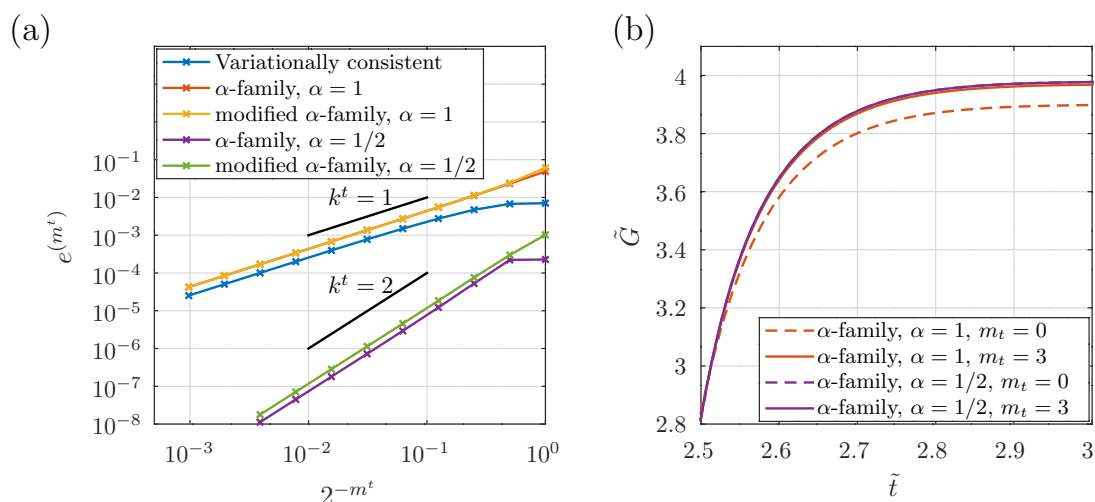 (a)
Variationally consistent
α-family, α = 1
modified α-family, α = 1
α-family, α = 1/2
modified α-family, α = 1/2
10^{-1}
10^{-2}
10^{-3}
10^{-4}
10^{-5}
10^{-6}
10^{-7}
10^{-8}
e^{(m^t)}
k^t = 1
k^t = 2
10^{-3}
10^{-2}
10^{-1}
10^0
2^{-m^t}
(b)
4
3.8
3.6
3.4
3.2
3
2.8
G̃
α-family, α = 1, m_t = 0
α-family, α = 1, m_t = 3
α-family, α = 1/2, m_t = 0
α-family, α = 1/2, m_t = 3
2.5
2.6
2.7
2.8
2.9
3
t̃